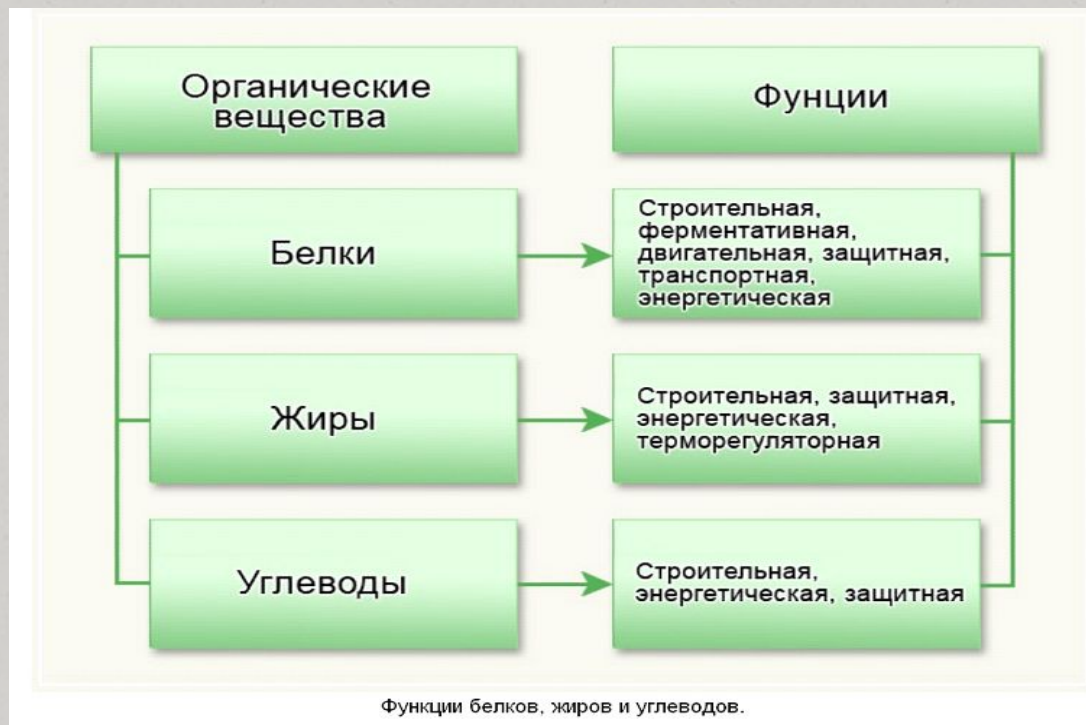 Органические
вещества
Фунции
Белки
Строительная,
ферментативная,
двигательная, защитная,
транспортная,
энергетическая
Жиры
Строительная, защитная,
энергетическая,
терморегуляторная
Углеводы
Строительная,
энергетическая, защитная
Функции белков, жиров и углеводов.